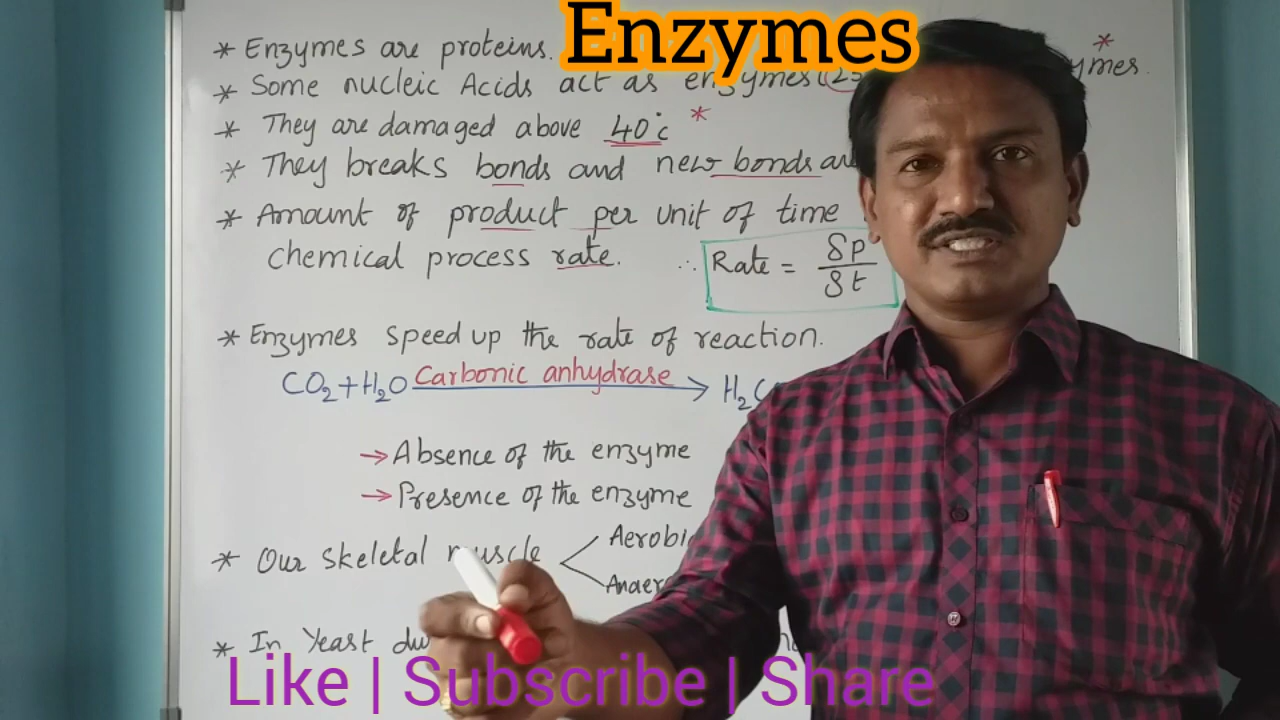 Enzymes
* Enzymes are proteins.
* Some nucleic Acids act as enzymes
* They are damaged above 40°c *
* They breaks bonds and new bonds
* Amount of product per unit of time
chemical process rate. ∴ Rate = δp/δt
* Enzymes speed up the rate of reaction.
CO₂+H₂O Carbonic anhydrase → H₂
→ Absence of the enzyme
→ Presence of the enzyme
* Our skeletal muscle
* In Yeast
Like | Subscribe | Share